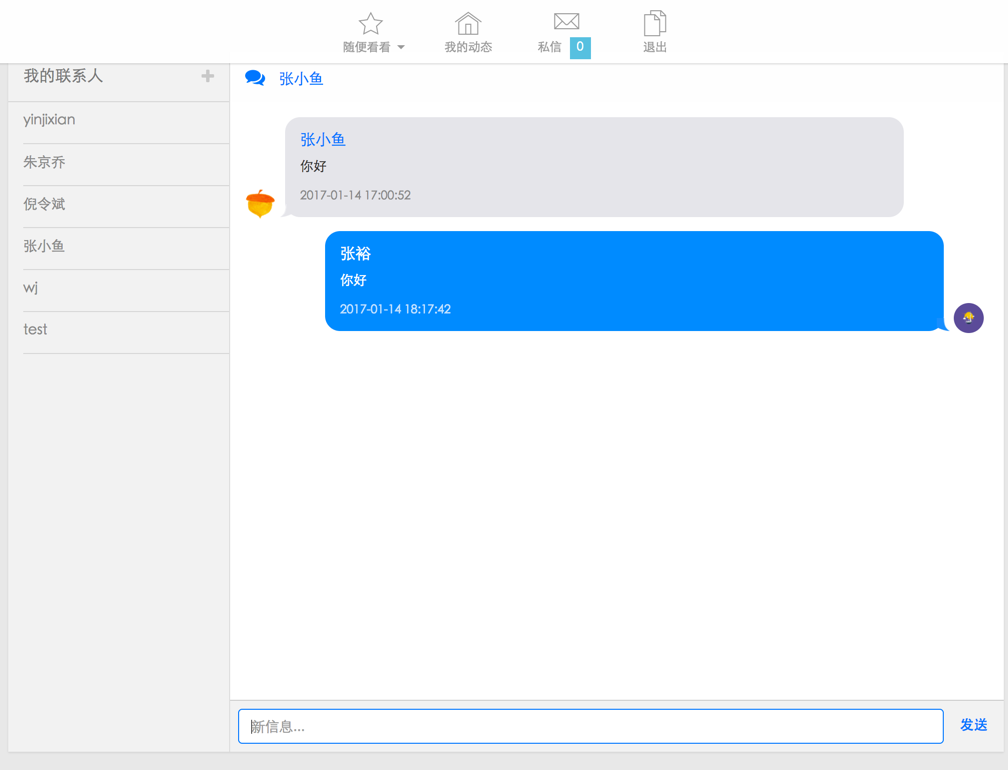 随便看看
我的动态
私信 0
退出
我的联系人
yinjixian
朱京乔
倪令斌
张小鱼
wj
test
张小鱼
张小鱼
你好
2017-01-14 17:00:52
张裕
你好
2017-01-14 18:17:42
新信息...
发送